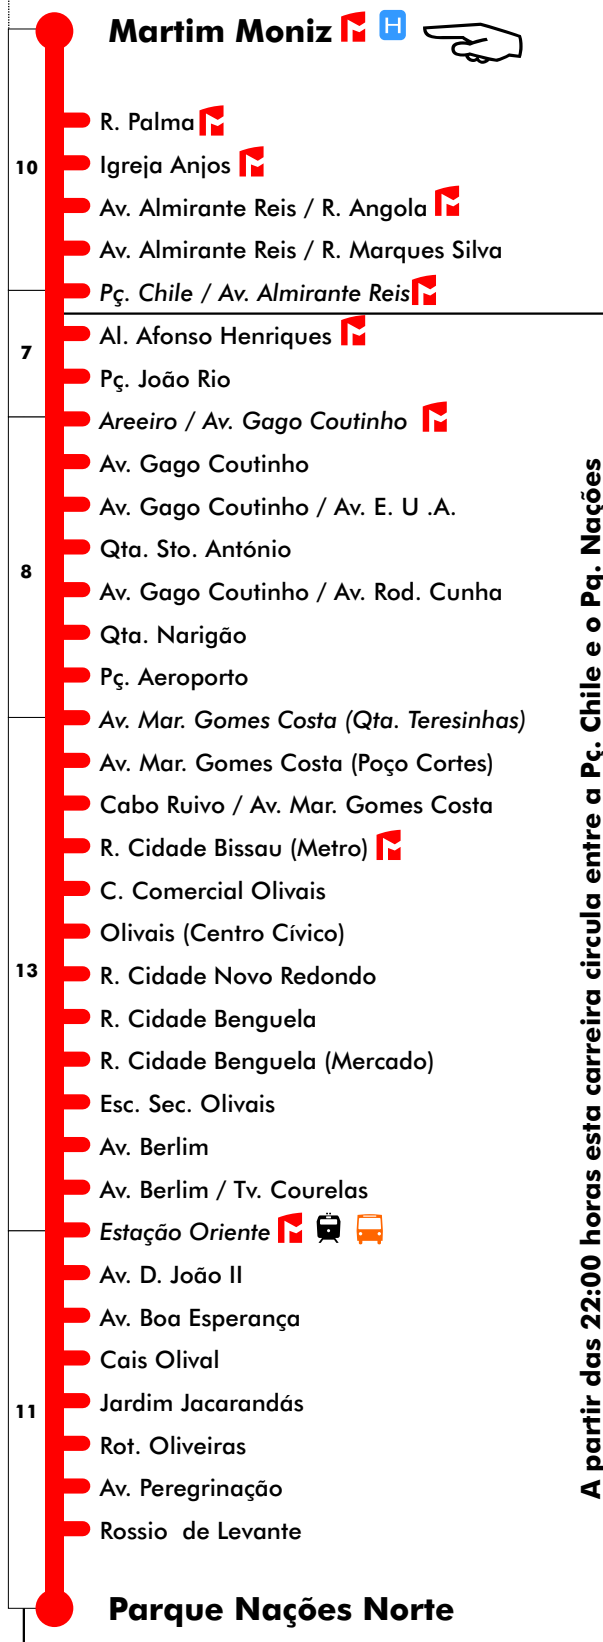 Martim Moniz H
R. Palma
10
Igreja Anjos
Av. Almirante Reis / R. Angola
Av. Almirante Reis / R. Marques Silva
Pç. Chile / Av. Almirante Reis
Al. Afonso Henriques
7
Pç. João Rio
Areeiro / Av. Gago Coutinho
Av. Gago Coutinho
Av. Gago Coutinho / Av. E. U .A.
Qta. Sto. António
8
Av. Gago Coutinho / Av. Rod. Cunha
Qta. Narigão
Pç. Aeroporto
Av. Mar. Gomes Costa (Qta. Teresinhas)
Av. Mar. Gomes Costa (Poço Cortes)
Cabo Ruivo / Av. Mar. Gomes Costa
R. Cidade Bissau (Metro)
C. Comercial Olivais
Olivais (Centro Cívico)
13
R. Cidade Novo Redondo
R. Cidade Benguela
R. Cidade Benguela (Mercado)
Esc. Sec. Olivais
Av. Berlim
Av. Berlim / Tv. Courelas
Estação Oriente
Av. D. João II
Av. Boa Esperança
Cais Olival
Jardim Jacarandás
11
Rot. Oliveiras
Av. Peregrinação
Rossio de Levante
Parque Nações Norte
A partir das 22:00 horas esta carreira circula entre a Pç. Chile e o Pq. Nações